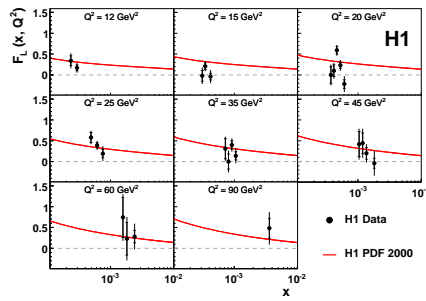 F_L (x, Q²)
H1
Q² = 12 GeV²
Q² = 15 GeV²
Q² = 20 GeV²
1.5
1
0.5
0
Q² = 25 GeV²
Q² = 35 GeV²
Q² = 45 GeV²
1.5
1
0.5
0
10⁻³
10⁻
Q² = 60 GeV²
Q² = 90 GeV²
1.5
1
0.5
0
H1 Data
H1 PDF 2000
10⁻³
10⁻²
10⁻³
10⁻²
x